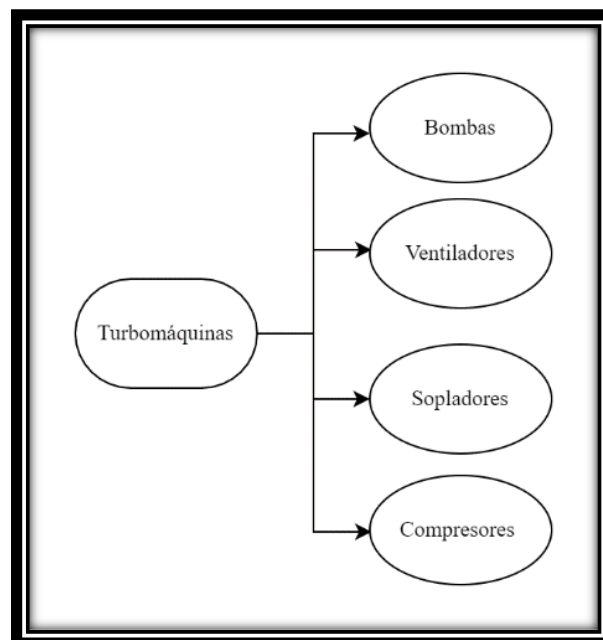 Turbomáquinas
Bombas
Ventiladores
Sopladores
Compresores